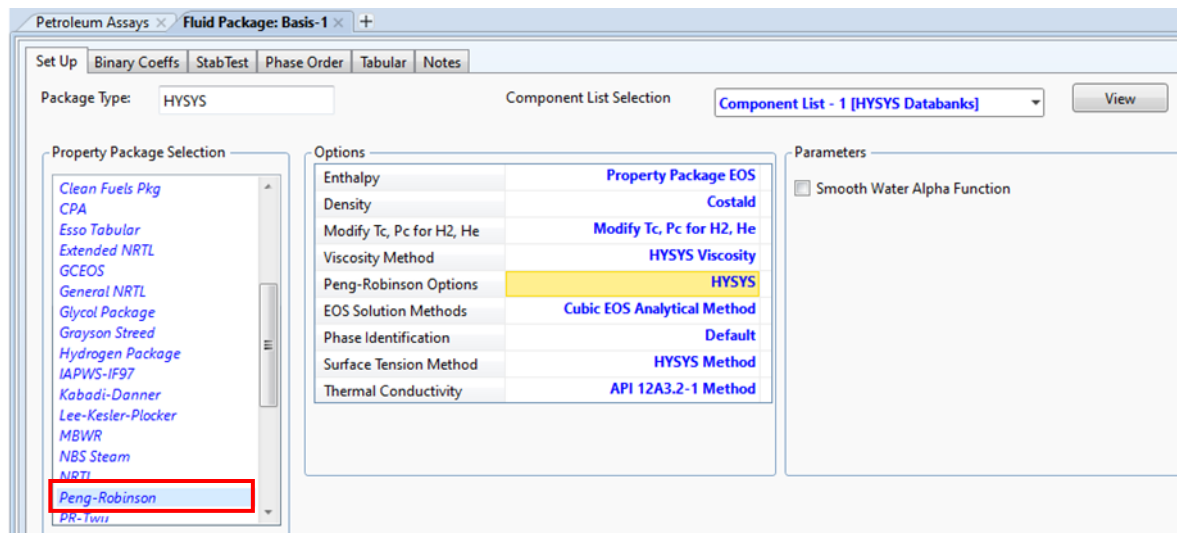 Petroleum Assays × Fluid Package: Basis-1 × +
Set Up Binary Coeffs StabTest Phase Order Tabular Notes
Package Type: HYSYS Component List Selection Component List - 1 [HYSYS Databanks] View
Property Package Selection
Clean Fuels Pkg
CPA
Esso Tabular
Extended NRTL
GCEOS
General NRTL
Glycol Package
Grayson Streed
Hydrogen Package
IAPWS-IF97
Kabadi-Danner
Lee-Kesler-Plocker
MBWR
NBS Steam
NRTL
Peng-Robinson
PR-Twu
Options
Enthalpy Property Package EOS
Density Costald
Modify Tc, Pc for H2, He Modify Tc, Pc for H2, He
Viscosity Method HYSYS Viscosity
Peng-Robinson Options HYSYS
EOS Solution Methods Cubic EOS Analytical Method
Phase Identification Default
Surface Tension Method HYSYS Method
Thermal Conductivity API 12A3.2-1 Method
Parameters
Smooth Water Alpha Function